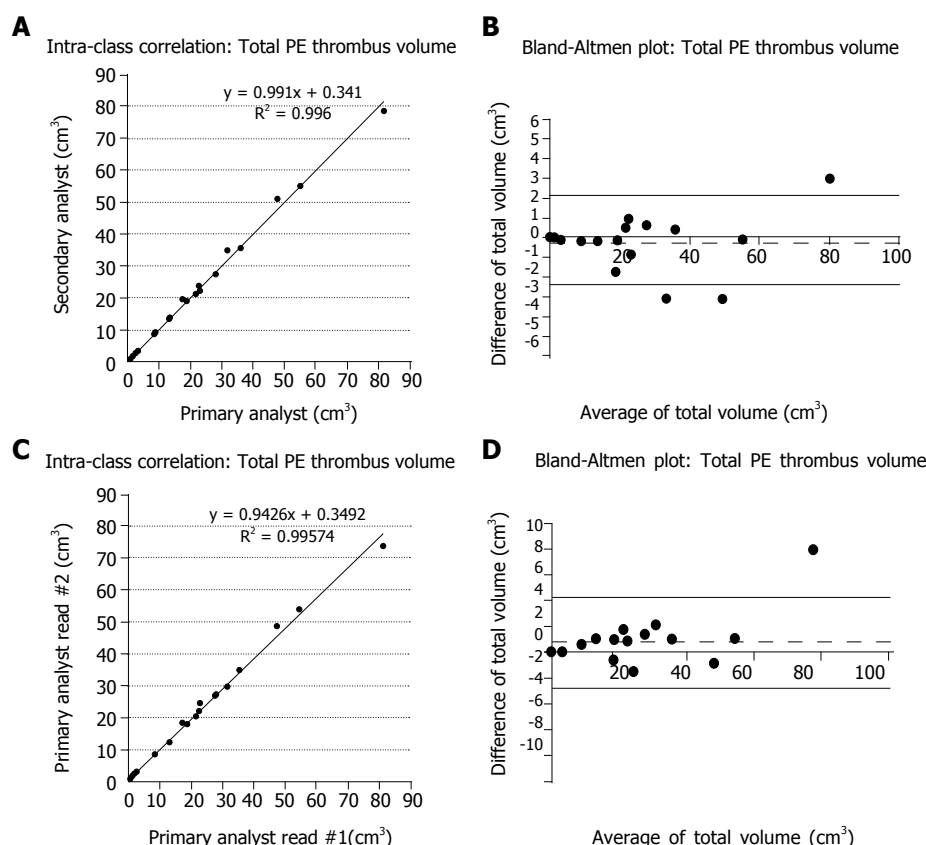 A
Intra-class correlation: Total PE thrombus volume
90
80
70
60
50
40
30
20
10
0
y = 0.991x + 0.341
R² = 0.996
Secondary analyst (cm³)
0 10 20 30 40 50 60 70 80 90
Primary analyst (cm³)
B
Bland-Altmen plot: Total PE thrombus volume
6
5
4
3
2
1
0
-1
-2
-3
-4
-5
-6
20 40 60 80 100
Difference of total volume (cm³)
Average of total volume (cm³)
C
Intra-class correlation: Total PE thrombus volume
90
80
70
60
50
40
30
20
10
0
y = 0.9426x + 0.3492
R² = 0.99574
Primary analyst read #2 (cm³)
0 10 20 30 40 50 60 70 80 90
Primary analyst read #1(cm³)
D
Bland-Altmen plot: Total PE thrombus volume
10
8
6
4
2
0
-2
-4
-6
-8
-10
20 40 60 80 100
Difference of total volume (cm³)
Average of total volume (cm³)